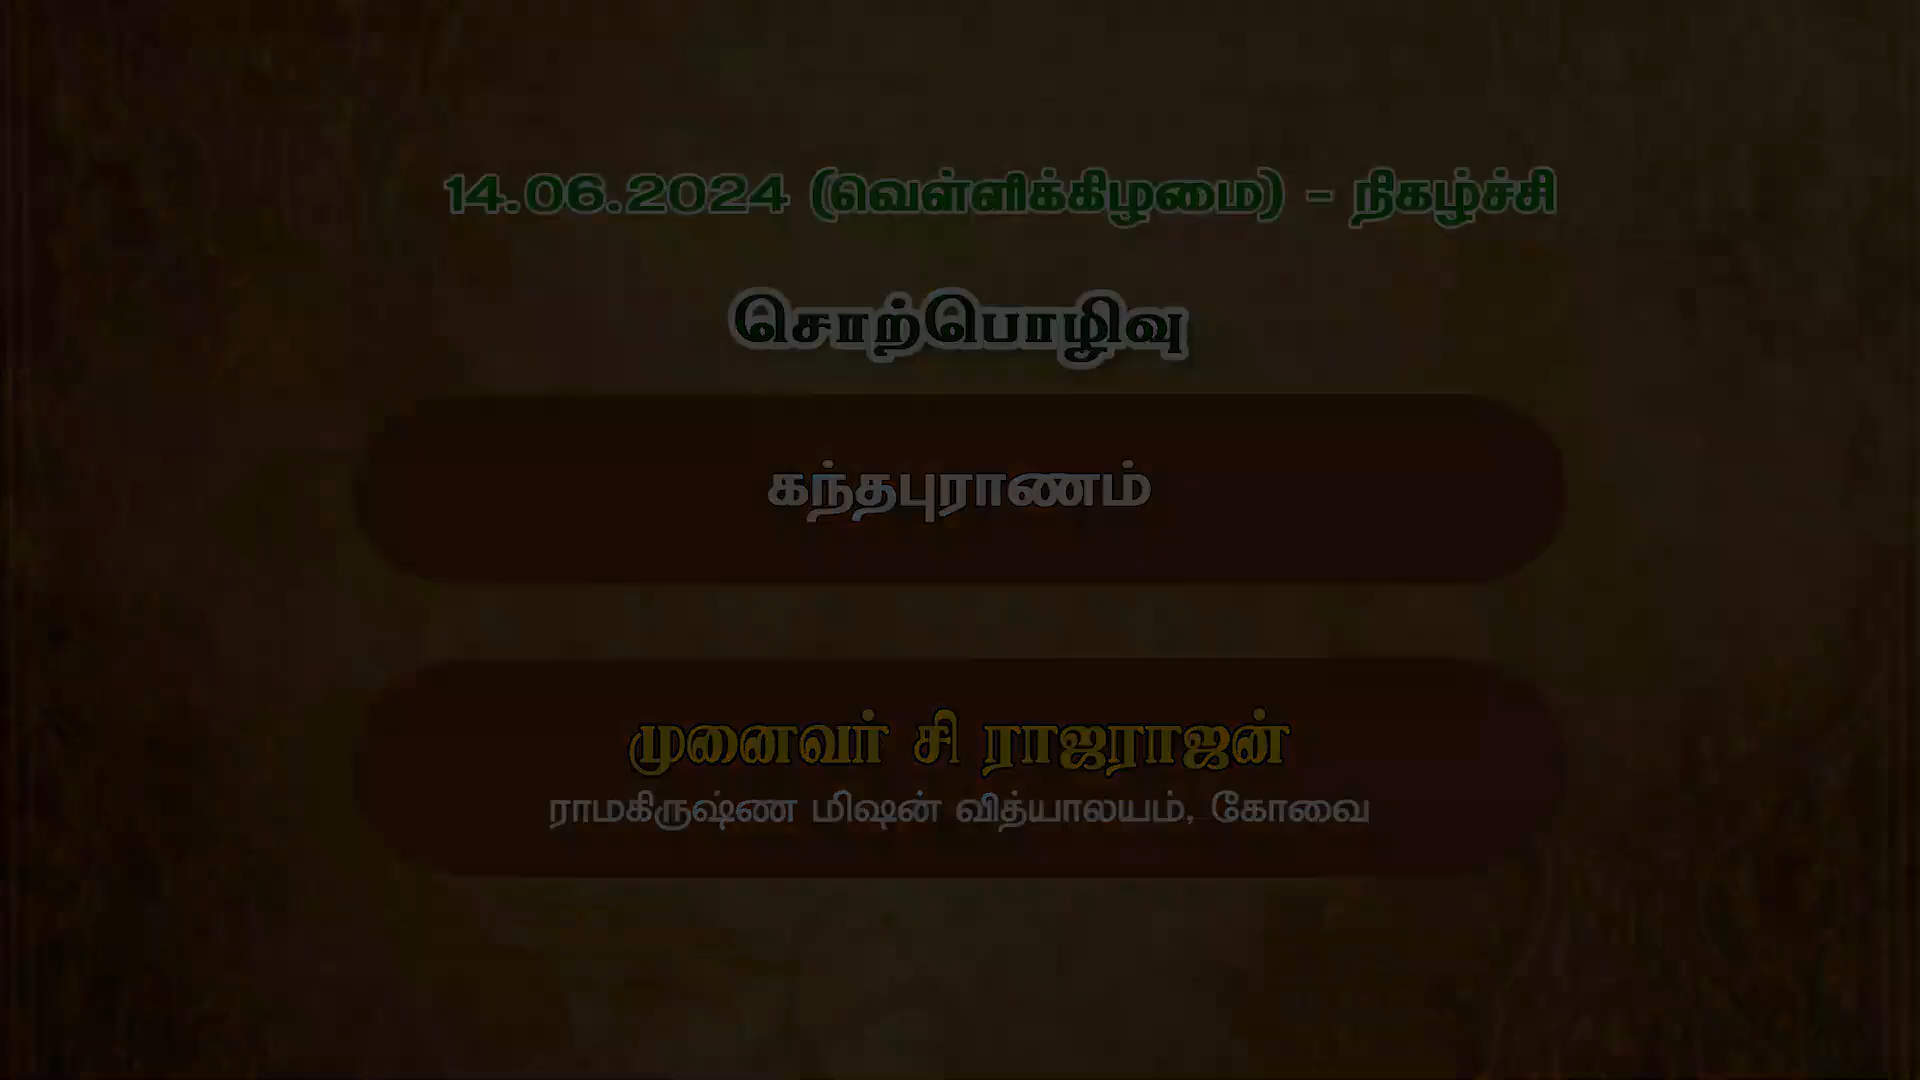 14.06.2024 (வெள்ளிக்கிழமை) - நிகழ்ச்சி
சொற்பொழிவு
கந்தபுராணம்
முனைவர் சி ராஜராஜன்
ராமகிருஷ்ண மிஷன் வித்யாலயம், கோவை